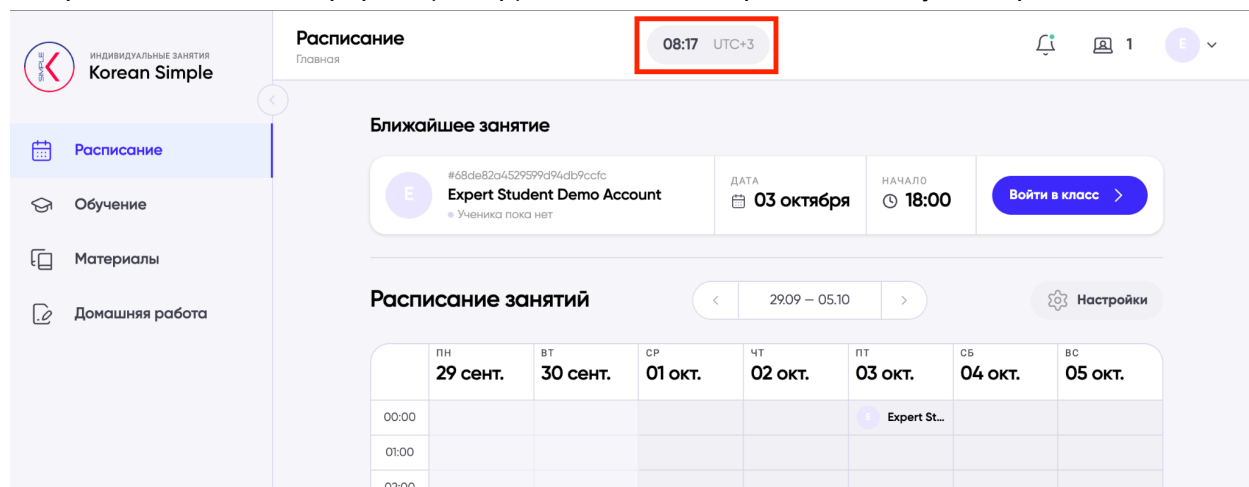 ИНДИВИДУАЛЬНЫЕ ЗАНЯТИЯ
Korean Simple
SIMPLE
Расписание
Обучение
Материалы
Домашняя работа
Расписание
Главная
08:17 UTC+3
1
E
Ближайшее занятие
E
#68de82a4529599d94db9ccfc
Expert Student Demo Account
Ученика пока нет
ДАТА
03 октября
НАЧАЛО
18:00
Войти в класс
Расписание занятий
29.09 — 05.10
Настройки
ПН ВТ СР ЧТ ПТ СБ ВС
29 сент. 30 сент. 01 окт. 02 окт. 03 окт. 04 окт. 05 окт.
00:00 E Expert St...
01:00